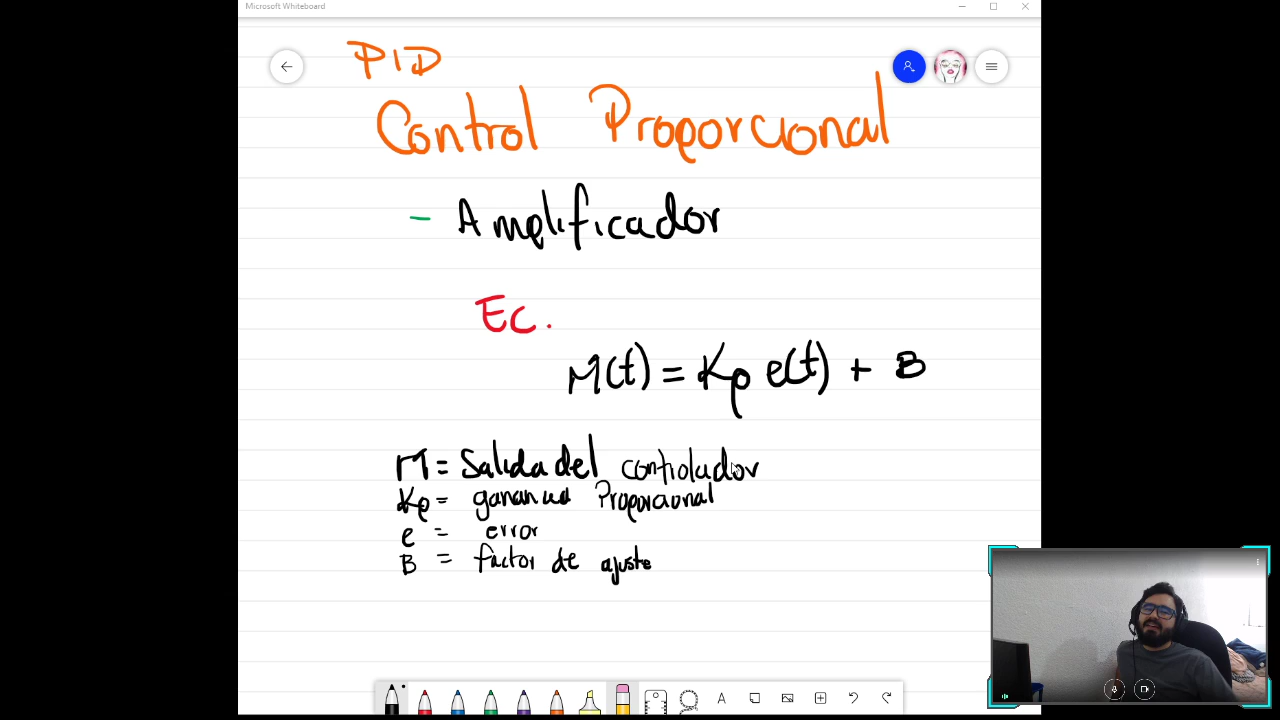 Microsoft Whiteboard
PID
Control Proporcional
- Amplificador
Ec.
M(t) = Kp e(t) + B
M = Salida del controlador
Kp = ganancia Proporcional
e = error
B = factor de ajuste
A